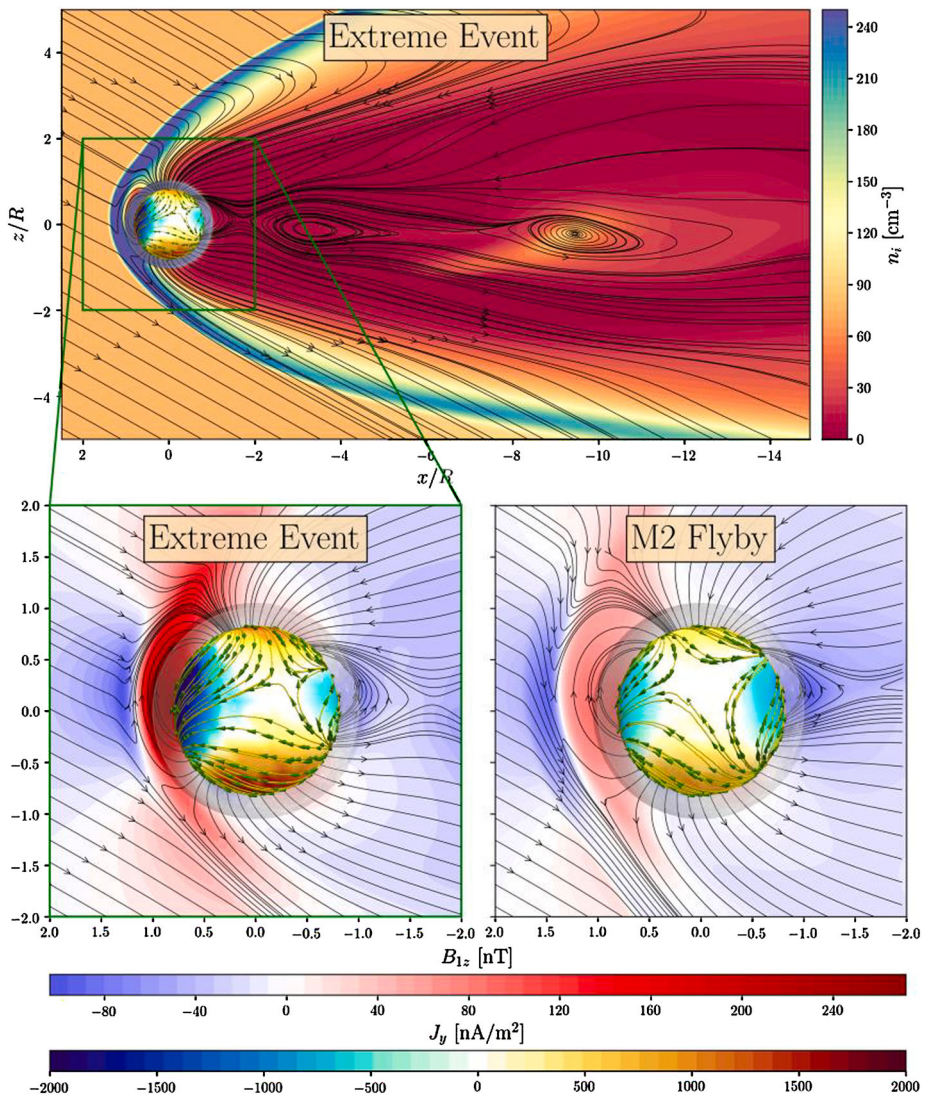 Extreme Event
4
2
0
−2
−4
z/R
2
0
−2
−4
−6
−8
−10
−12
−14
x/R
240
210
180
150
120
90
60
30
0
nᵢ [cm⁻³]
Extreme Event
M2 Flyby
2.0
1.5
1.0
0.5
0.0
−0.5
−1.0
−1.5
−2.0
2.0 1.5 1.0 0.5 0.0 −0.5 −1.0 −1.5 −2.0
2.0 1.5 1.0 0.5 0.0 −0.5 −1.0 −1.5 −2.0
B₁z [nT]
−80 −40 0 40 80 120 160 200 240
Jy [nA/m²]
−2000 −1500 −1000 −500 0 500 1000 1500 2000